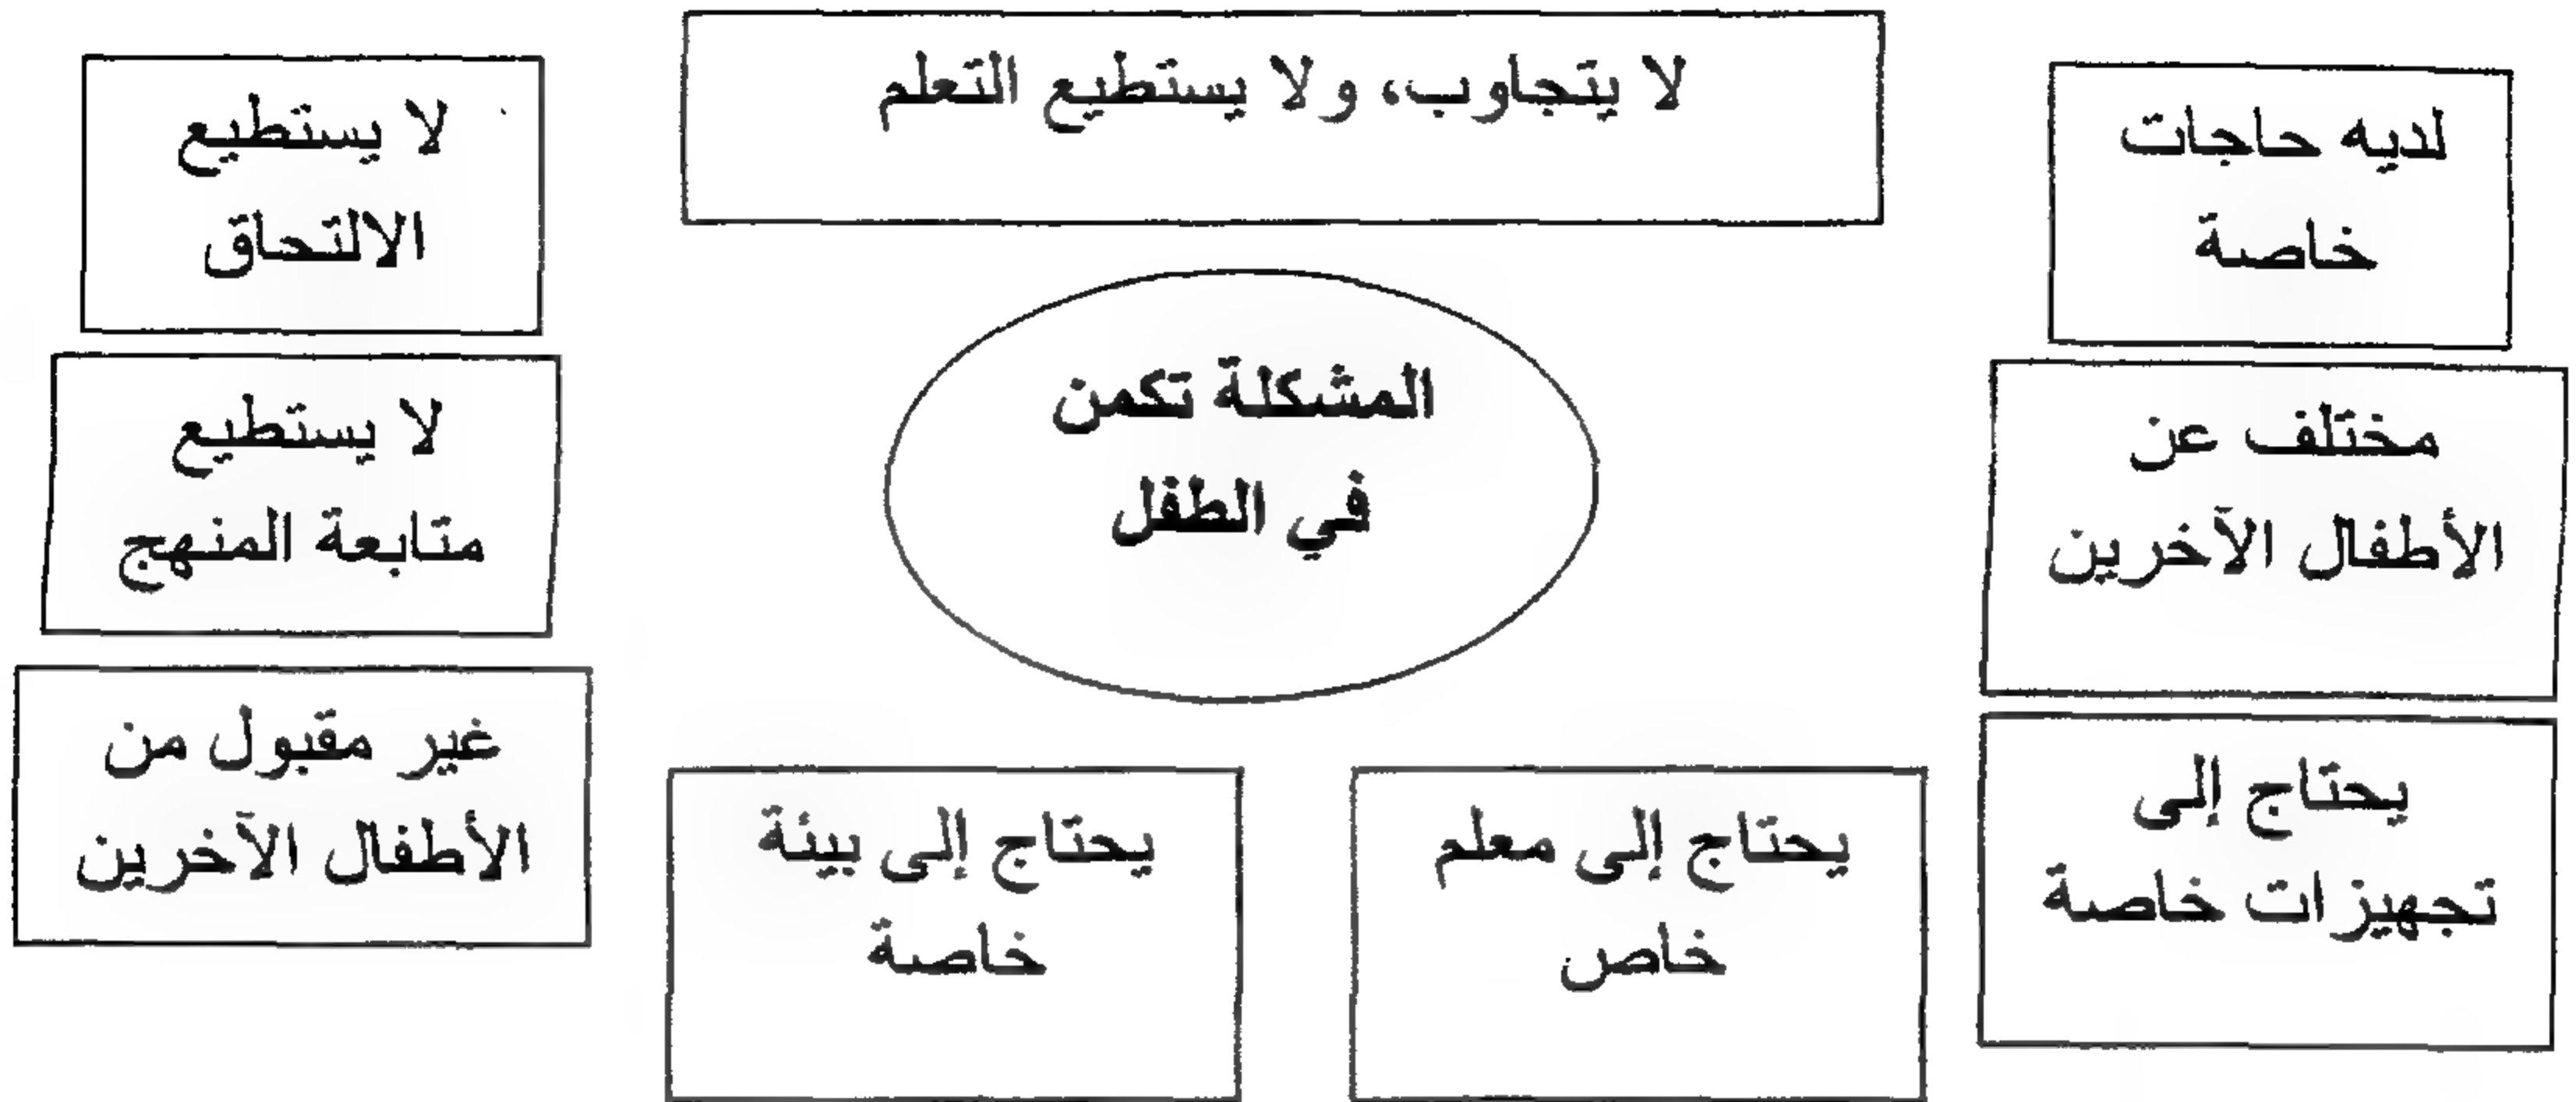 لا يتجاوب، ولا يستطيع التعلم
لديه حاجات
خاصة
مختلف عن
الأطفال الآخرين
يحتاج إلى
تجهيزات خاصة
المشكلة تكمن
في الطفل
يحتاج إلى معلم
خاص
يحتاج إلى بيئة
خاصة
لا يستطيع
الالتحاق
لا يستطيع
متابعة المنهج
غير مقبول من
الأطفال الآخرين